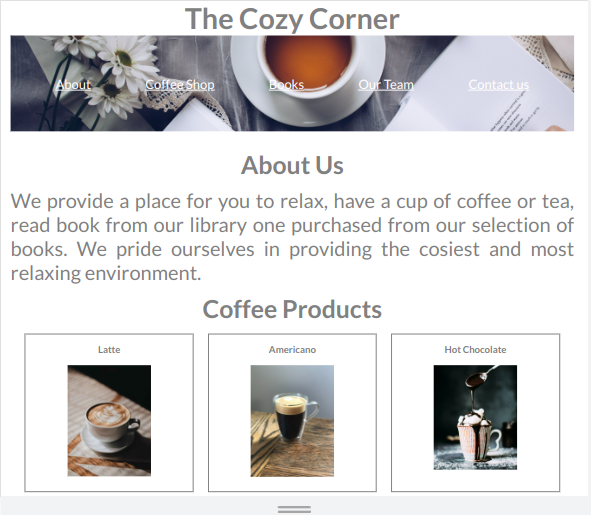 The Cozy Corner
About Coffee Shop Books Our Team Contact us
About Us
We provide a place for you to relax, have a cup of coffee or tea,
read book from our library one purchased from our selection of
books. We pride ourselves in providing the cosiest and most
relaxing environment.
Coffee Products
Latte Americano Hot Chocolate